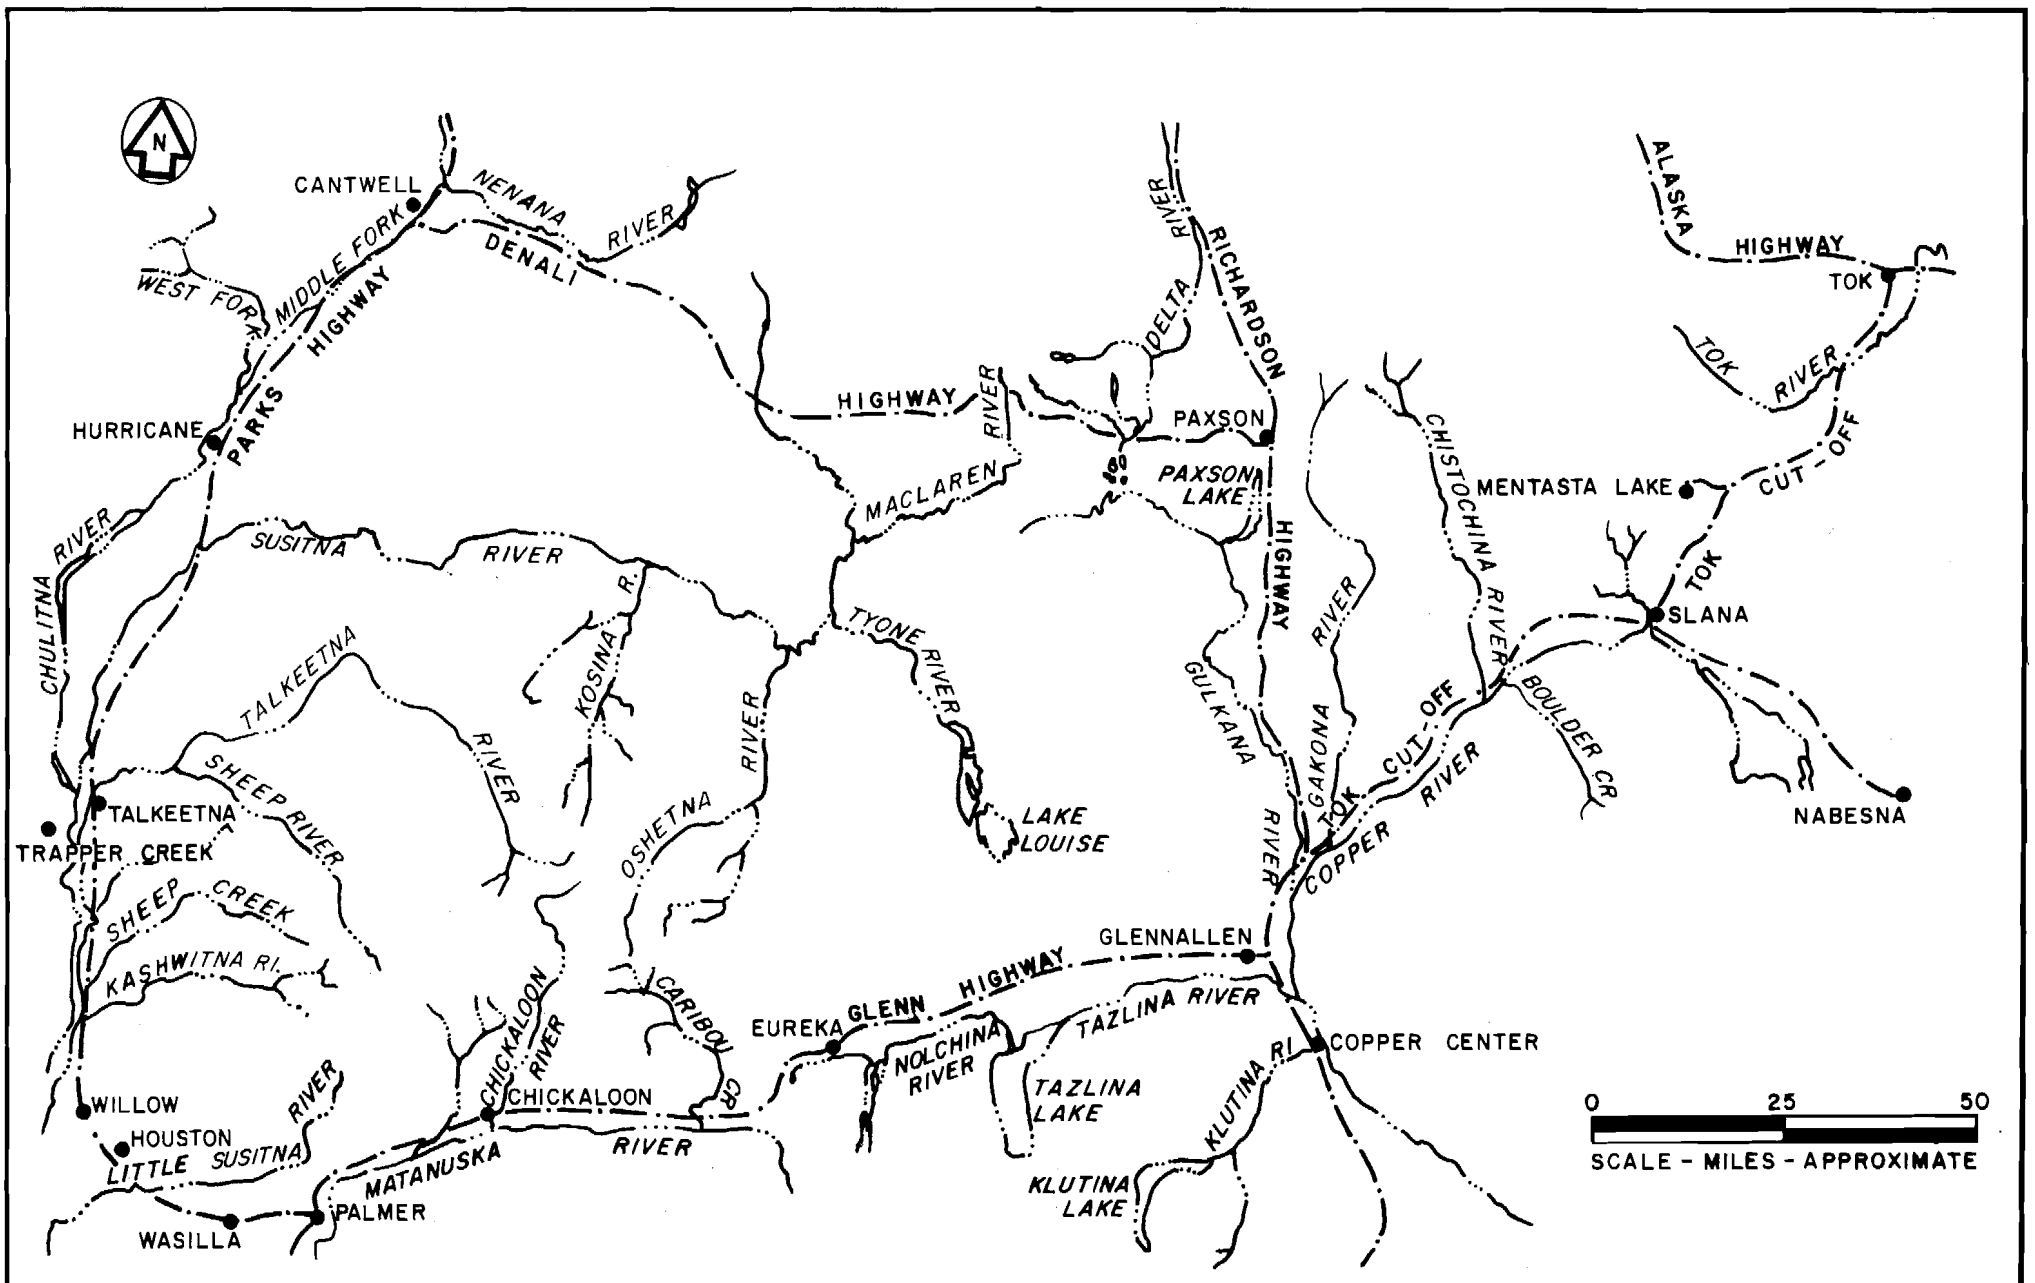 N
CANTWELL
NENANA
RIVER
DENALI
HIGHWAY
WEST FORK
MIDDLE FORK
PARKS
HIGHWAY
HURRICANE
CHULITNA
RIVER
SUSITNA
RIVER
MACLAREN
RIVER
DELTA
RIVER
RICHARDSON
HIGHWAY
PAXSON
PAXSON
LAKE
ALASKA
HIGHWAY
TOK
TOK
RIVER
CUT-OFF
MENTASTA LAKE
TOK
SLANA
CHISTOCHINA RIVER
BOULDER CR
NABESNA
KOSINA
R.
TYONE
RIVER
TALKEETNA
RIVER
SHEEP RIVER
TALKEETNA
TRAPPER CREEK
SHEEP
CREEK
KASHWITNA RI.
OSHETNA
RIVER
LAKE
LOUISE
GULKANA
RIVER
GAKONA
RIVER
TOK
CUT-OFF
COPPER
RIVER
GLENNALLEN
GLENN
HIGHWAY
EUREKA
NOLCHINA
RIVER
TAZLINA RIVER
TAZLINA
LAKE
COPPER CENTER
KLUTINA RI
KLUTINA
LAKE
CARIBOU
CR
CHICKALOON
RIVER
CHICKALOON
MATANUSKA
RIVER
WILLOW
HOUSTON
LITTLE SUSITNA
RIVER
WASILLA
PALMER
0 25 50
SCALE - MILES - APPROXIMATE